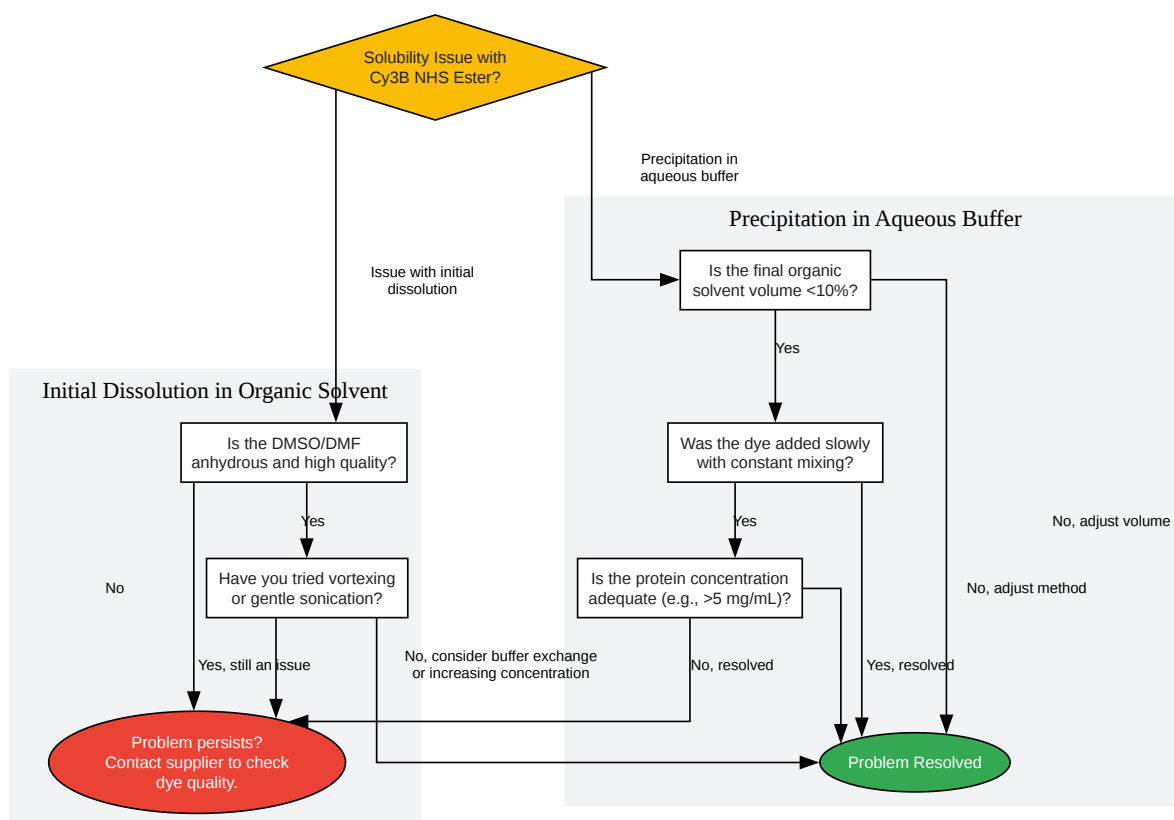 Solubility Issue with
Cy3B NHS Ester?
Precipitation in
aqueous buffer
Precipitation in Aqueous Buffer
Is the final organic
solvent volume <10%?
Issue with initial
dissolution
Yes
Initial Dissolution in Organic Solvent
Is the DMSO/DMF
anhydrous and high quality?
Was the dye added slowly
with constant mixing?
Yes
Yes
No, adjust volume
Have you tried vortexing
or gentle sonication?
Is the protein concentration
adequate (e.g., >5 mg/mL)?
No
No, adjust method
Yes, still an issue
No, consider buffer exchange
or increasing concentration
No, resolved
Yes, resolved
Problem persists?
Contact supplier to check
dye quality.
Problem Resolved